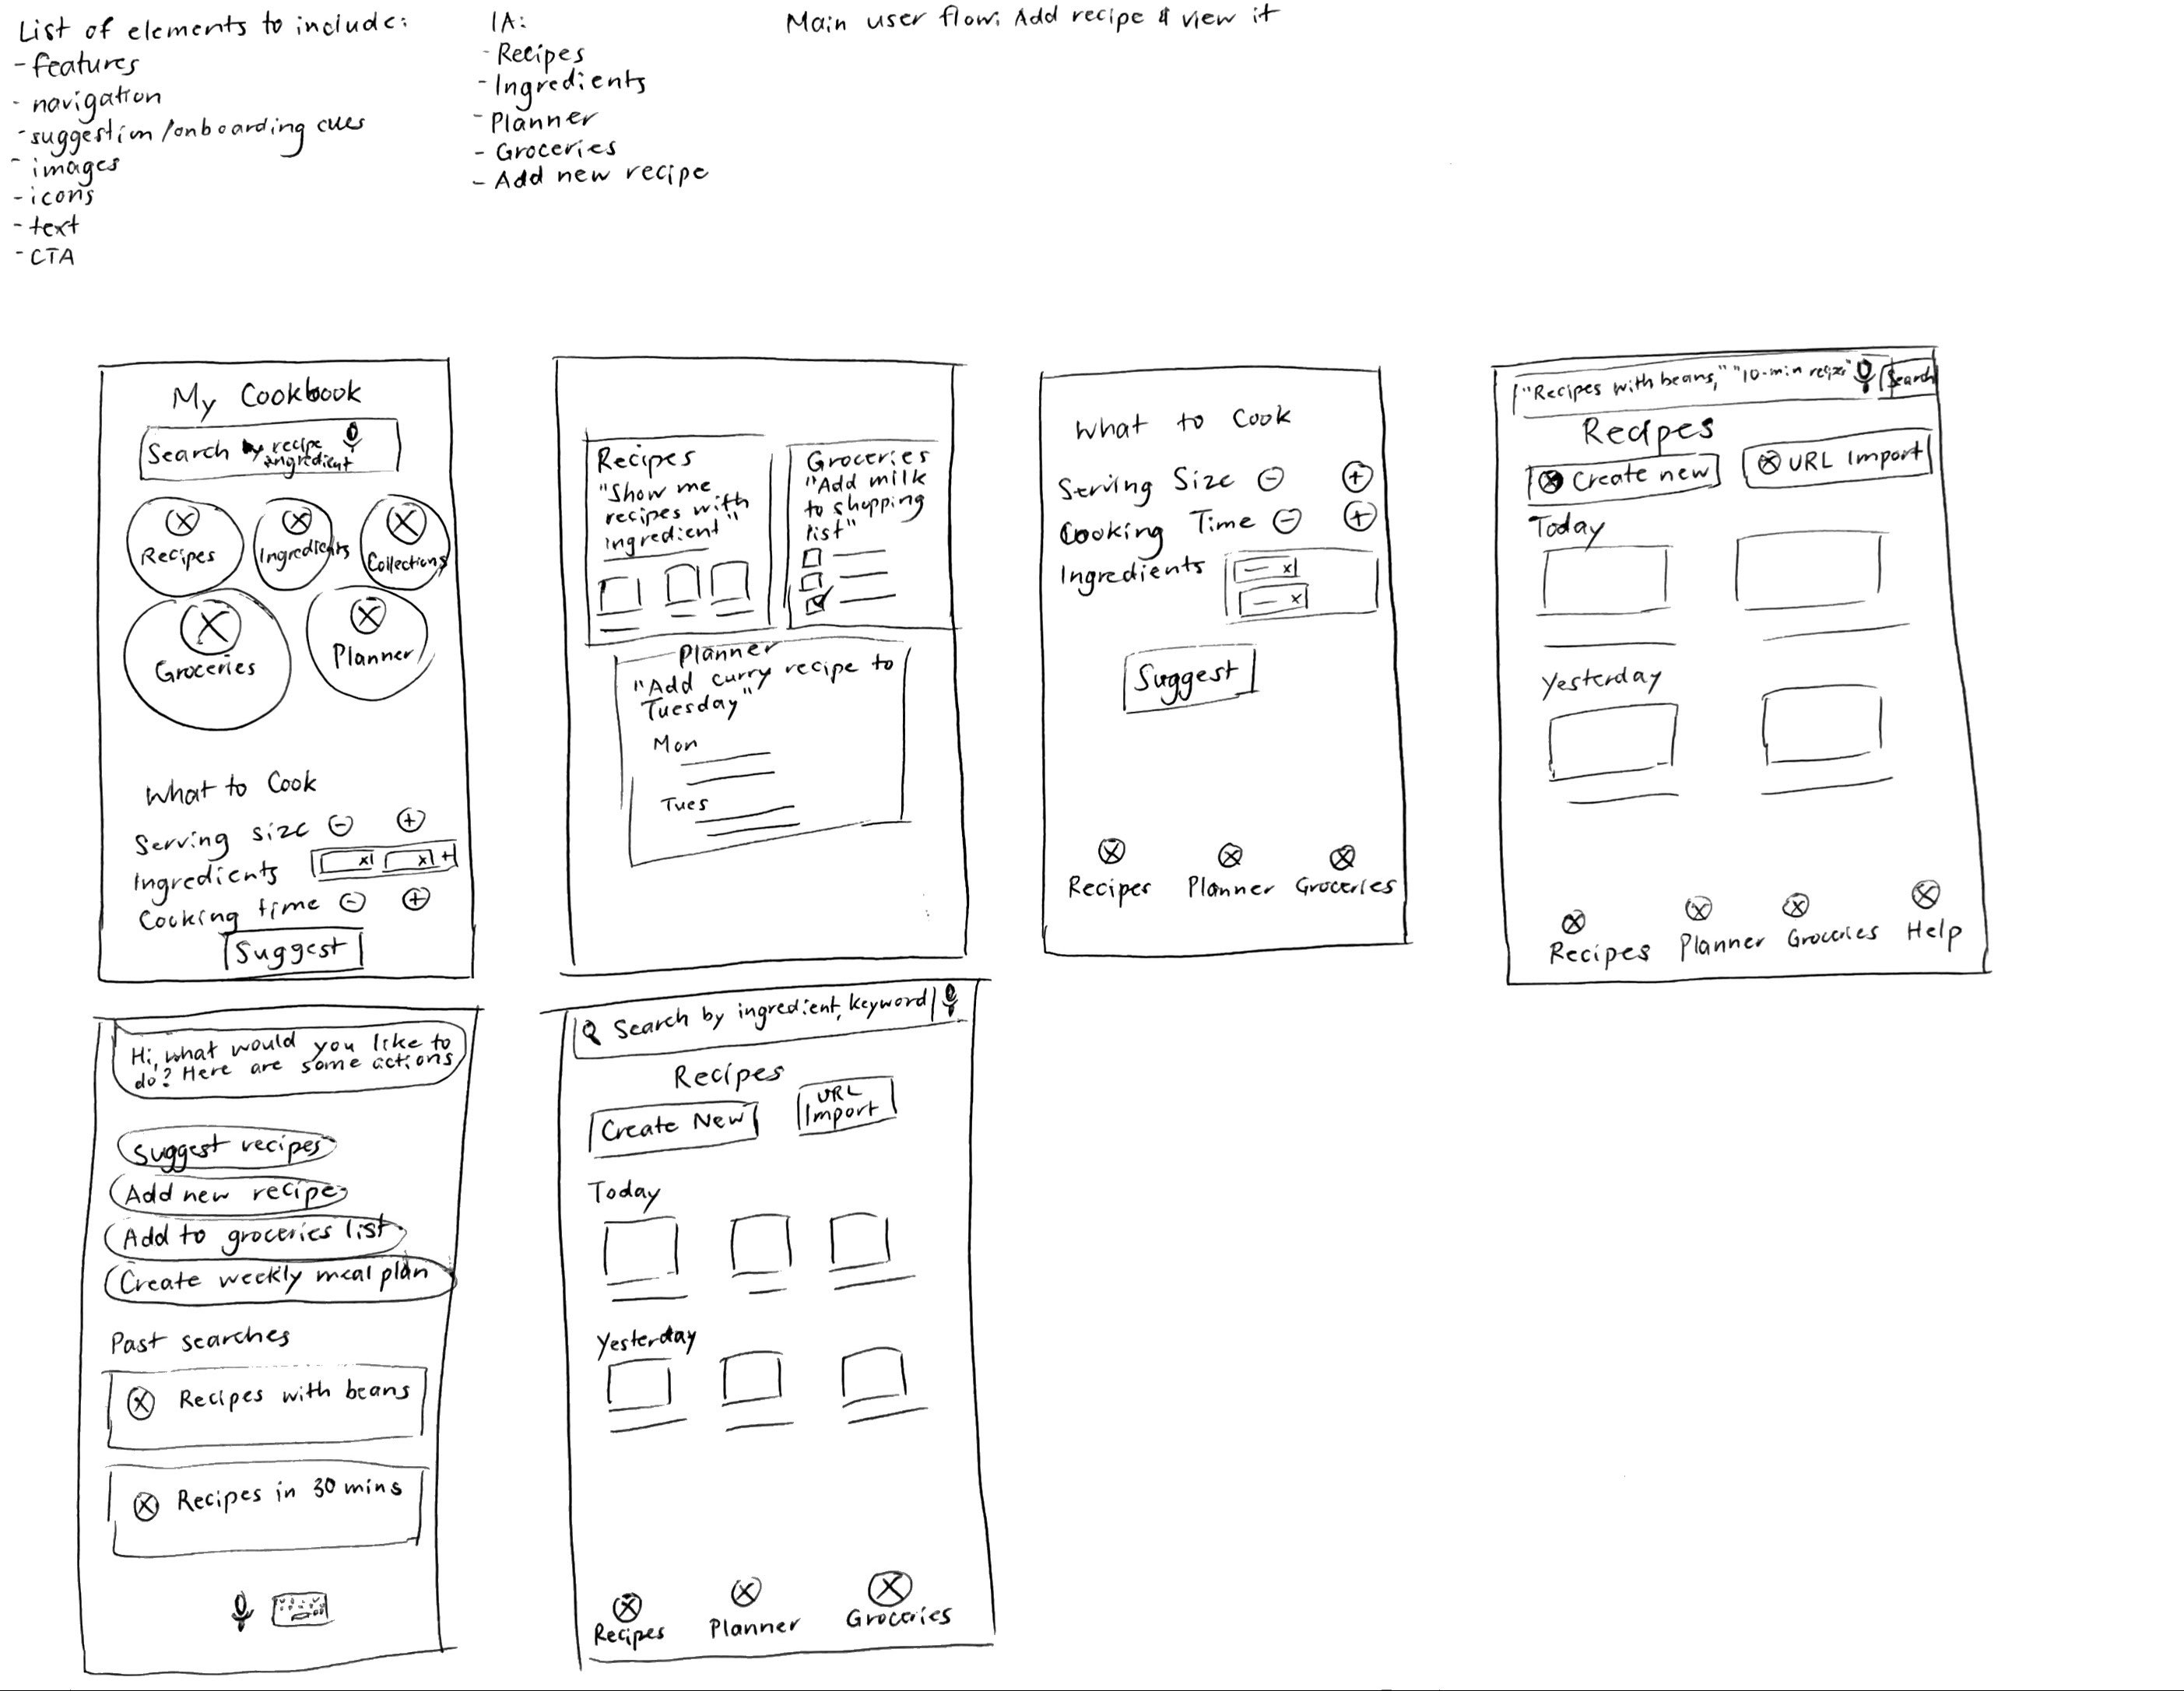 List of elements to include:
- features
- navigation
- suggestion/onboarding cues
- images
- icons
- text
- CTA
IA:
- Recipes
- Ingredients
- Planner
- Groceries
- Add new recipe
Main user flow: Add recipe & view it
My Cookbook
Search by recipe
ingredient
Recipes
Ingredients
Collections
Groceries
Planner
What to Cook
Serving size
Ingredients
Cooking time
Suggest
Recipes
"Show me
recipes with
ingredient"
Groceries
"Add milk
to shopping
list"
Planner
"Add curry recipe to
Tuesday"
Mon
Tues
What to Cook
Serving Size
Cooking Time
Ingredients
Suggest
Recipes
Planner
Groceries
"Recipes with beans," "10-min recipe"
Search
Recipes
Create new
URL Import
Today
Yesterday
Recipes
Planner
Groceries
Help
Hi, what would you like to
do? Here are some actions
Suggest recipes
Add new recipe
Add to groceries list
Create weekly meal plan
Past searches
Recipes with beans
Recipes in 30 mins
Search by ingredient, keyword
Recipes
Create New
URL
Import
Today
Yesterday
Recipes
Planner
Groceries